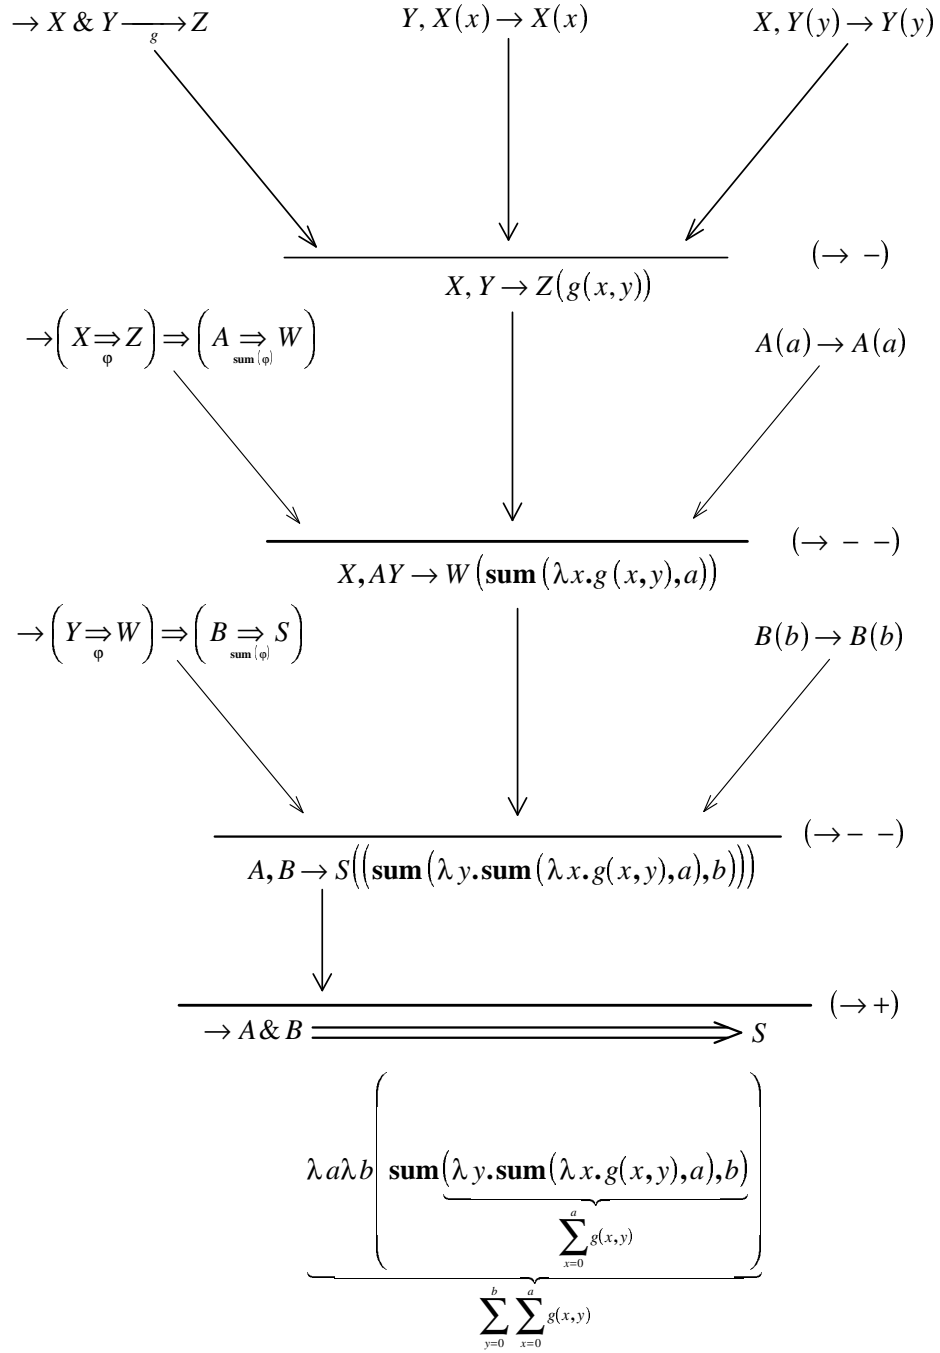 → X & Y ⟶ Z    Y, X(x) → X(x)    X, Y(y) → Y(y)
g
(→ −)
X, Y → Z(g(x, y))
→ (X ⇒ Z) ⇒ (A ⇒ W)    A(a) → A(a)
φ    sum(φ)
(→ − −)
X, AY → W(sum(λx.g(x, y), a))
→ (Y ⇒ W) ⇒ (B ⇒ S)    B(b) → B(b)
φ    sum(φ)
(→ − −)
A, B → S((sum(λy.sum(λx.g(x, y), a), b)))
(→ +)
→ A & B ⟹ S
λaλb(sum(λy.sum(λx.g(x, y), a), b))
a
∑ g(x, y)
x=0
b a
∑ ∑ g(x, y)
y=0 x=0